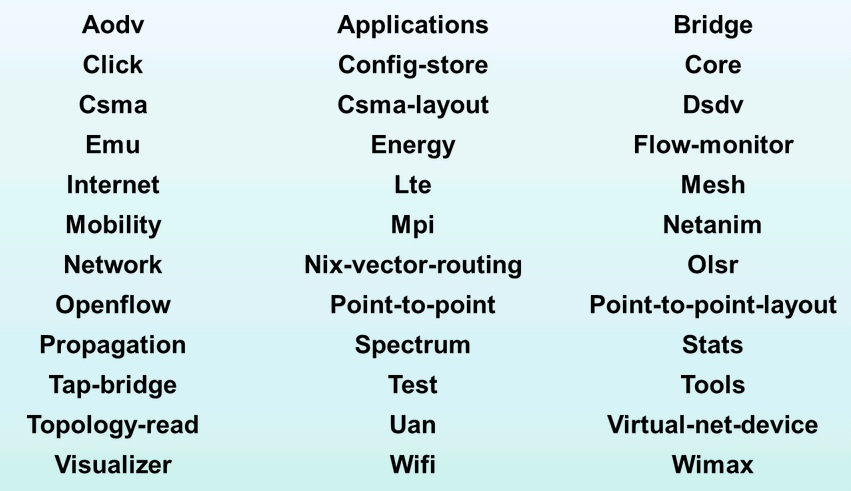 Aodv Applications Bridge
Click Config-store Core
Csma Csma-layout Dsdv
Emu Energy Flow-monitor
Internet Lte Mesh
Mobility Mpi Netanim
Network Nix-vector-routing Olsr
Openflow Point-to-point Point-to-point-layout
Propagation Spectrum Stats
Tap-bridge Test Tools
Topology-read Uan Virtual-net-device
Visualizer Wifi Wimax